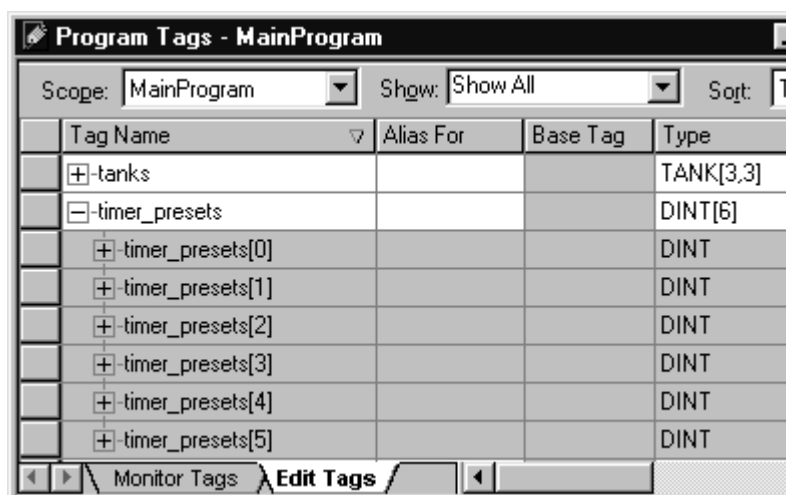 Program Tags - MainProgram
Scope: MainProgram Show: Show All Sort:
Tag Name Alias For Base Tag Type
tanks TANK[3,3]
timer_presets DINT[6]
timer_presets[0] DINT
timer_presets[1] DINT
timer_presets[2] DINT
timer_presets[3] DINT
timer_presets[4] DINT
timer_presets[5] DINT
Monitor Tags Edit Tags